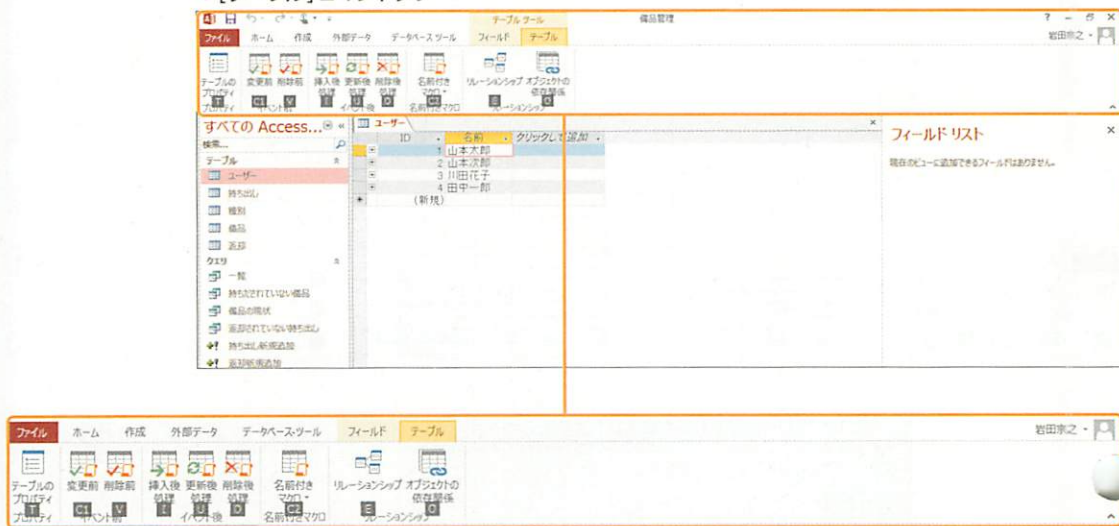 テーブル ツール 備品管理
ファイル ホーム 作成 外部データ データベース ツール フィールド テーブル 岩田宗之
テーブルの 変更前 削除前 挿入後 更新後 削除後 名前付き リレーションシップ オブジェクトの
プロパティ 処理 処理 処理 マクロ 依存関係
T C1 V I U D C2 E O
プロパティ イベント前 イベント後 名前付きマクロ リレーションシップ
すべての Access...
検索...
テーブル
ユーザー
持ち出し
種別
備品
返却
クエリ
一覧
持ち出されていない備品
備品の現状
返却されていない持ち出し
持ち出し新規追加
返却新規追加
ユーザー
ID 名前 クリックして追加
1 山本太郎
2 山本次郎
3 川田花子
4 田中一郎
(新規)
フィールド リスト
現在のビューに追加できるフィールドはありません。
ファイル ホーム 作成 外部データ データベース・ツール フィールド テーブル 岩田宗之
テーブルの 変更前 削除前 挿入後 更新後 削除後 名前付き リレーションシップ オブジェクトの
プロパティ 処理 処理 処理 マクロ 依存関係
T C1 V I U D C2 E O
プロパティ イベント前 イベント後 名前付きマクロ リレーションシップ